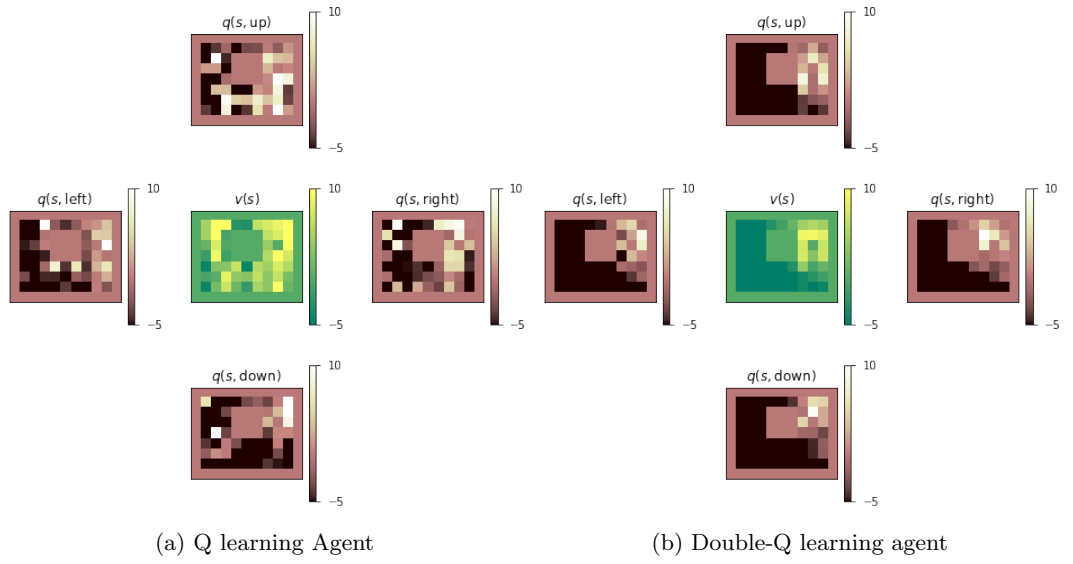 q(s, up)
10
−5
q(s, left)
10
−5
v(s)
10
−5
q(s, right)
10
−5
q(s, down)
10
−5
(a) Q learning Agent
q(s, up)
10
−5
q(s, left)
10
−5
v(s)
10
−5
q(s, right)
10
−5
q(s, down)
10
−5
(b) Double-Q learning agent